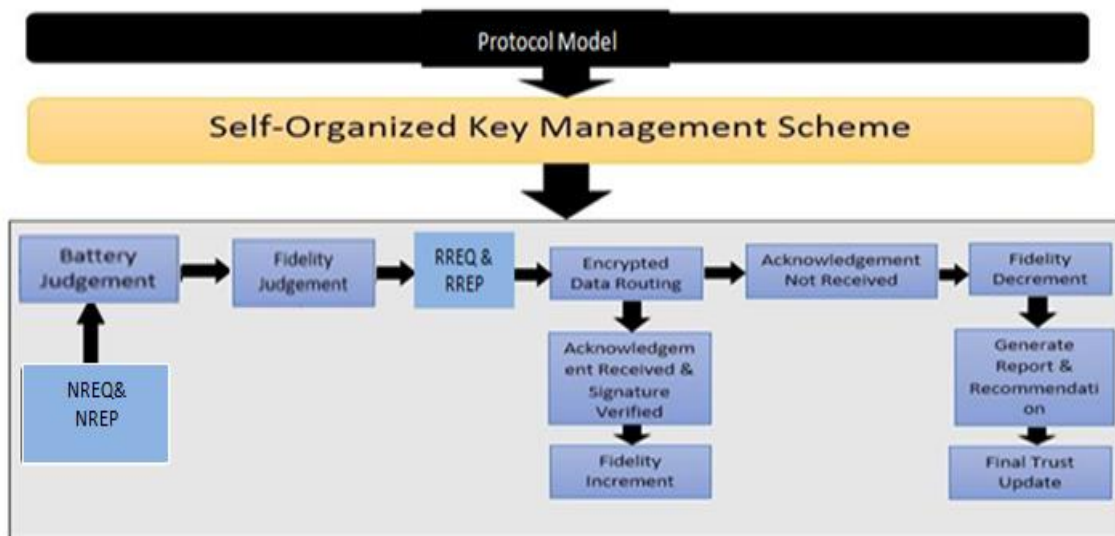 Protocol Model
Self-Organized Key Management Scheme
Battery
Judgement
Fidelity
Judgement
RREQ &
RREP
Encrypted
Data Routing
Acknowledgement
Not Received
Fidelity
Decrement
NREQ&
NREP
Acknowledgem
ent Received &
Signature
Verified
Fidelity
Increment
Generate
Report &
Recommendati
on
Final Trust
Update